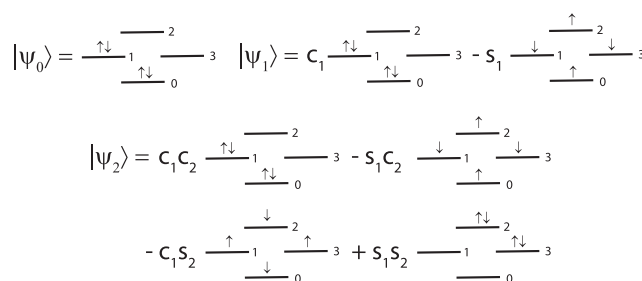 |ψ₀⟩ = ↑↓ 1 ↑↓ 0 2 3 |ψ₁⟩ = c₁ ↑↓ 1 ↑↓ 0 2 3 - s₁ ↓ 1 ↑ 0 ↑ 2 ↓ 3
|ψ₂⟩ = c₁c₂ ↑↓ 1 ↑↓ 0 2 3 - s₁c₂ ↓ 1 ↑ 0 ↑ 2 ↓ 3
- c₁s₂ ↑ 1 ↓ 0 ↓ 2 ↑ 3 + s₁s₂ 1 0 ↑↓ 2 ↑↓ 3